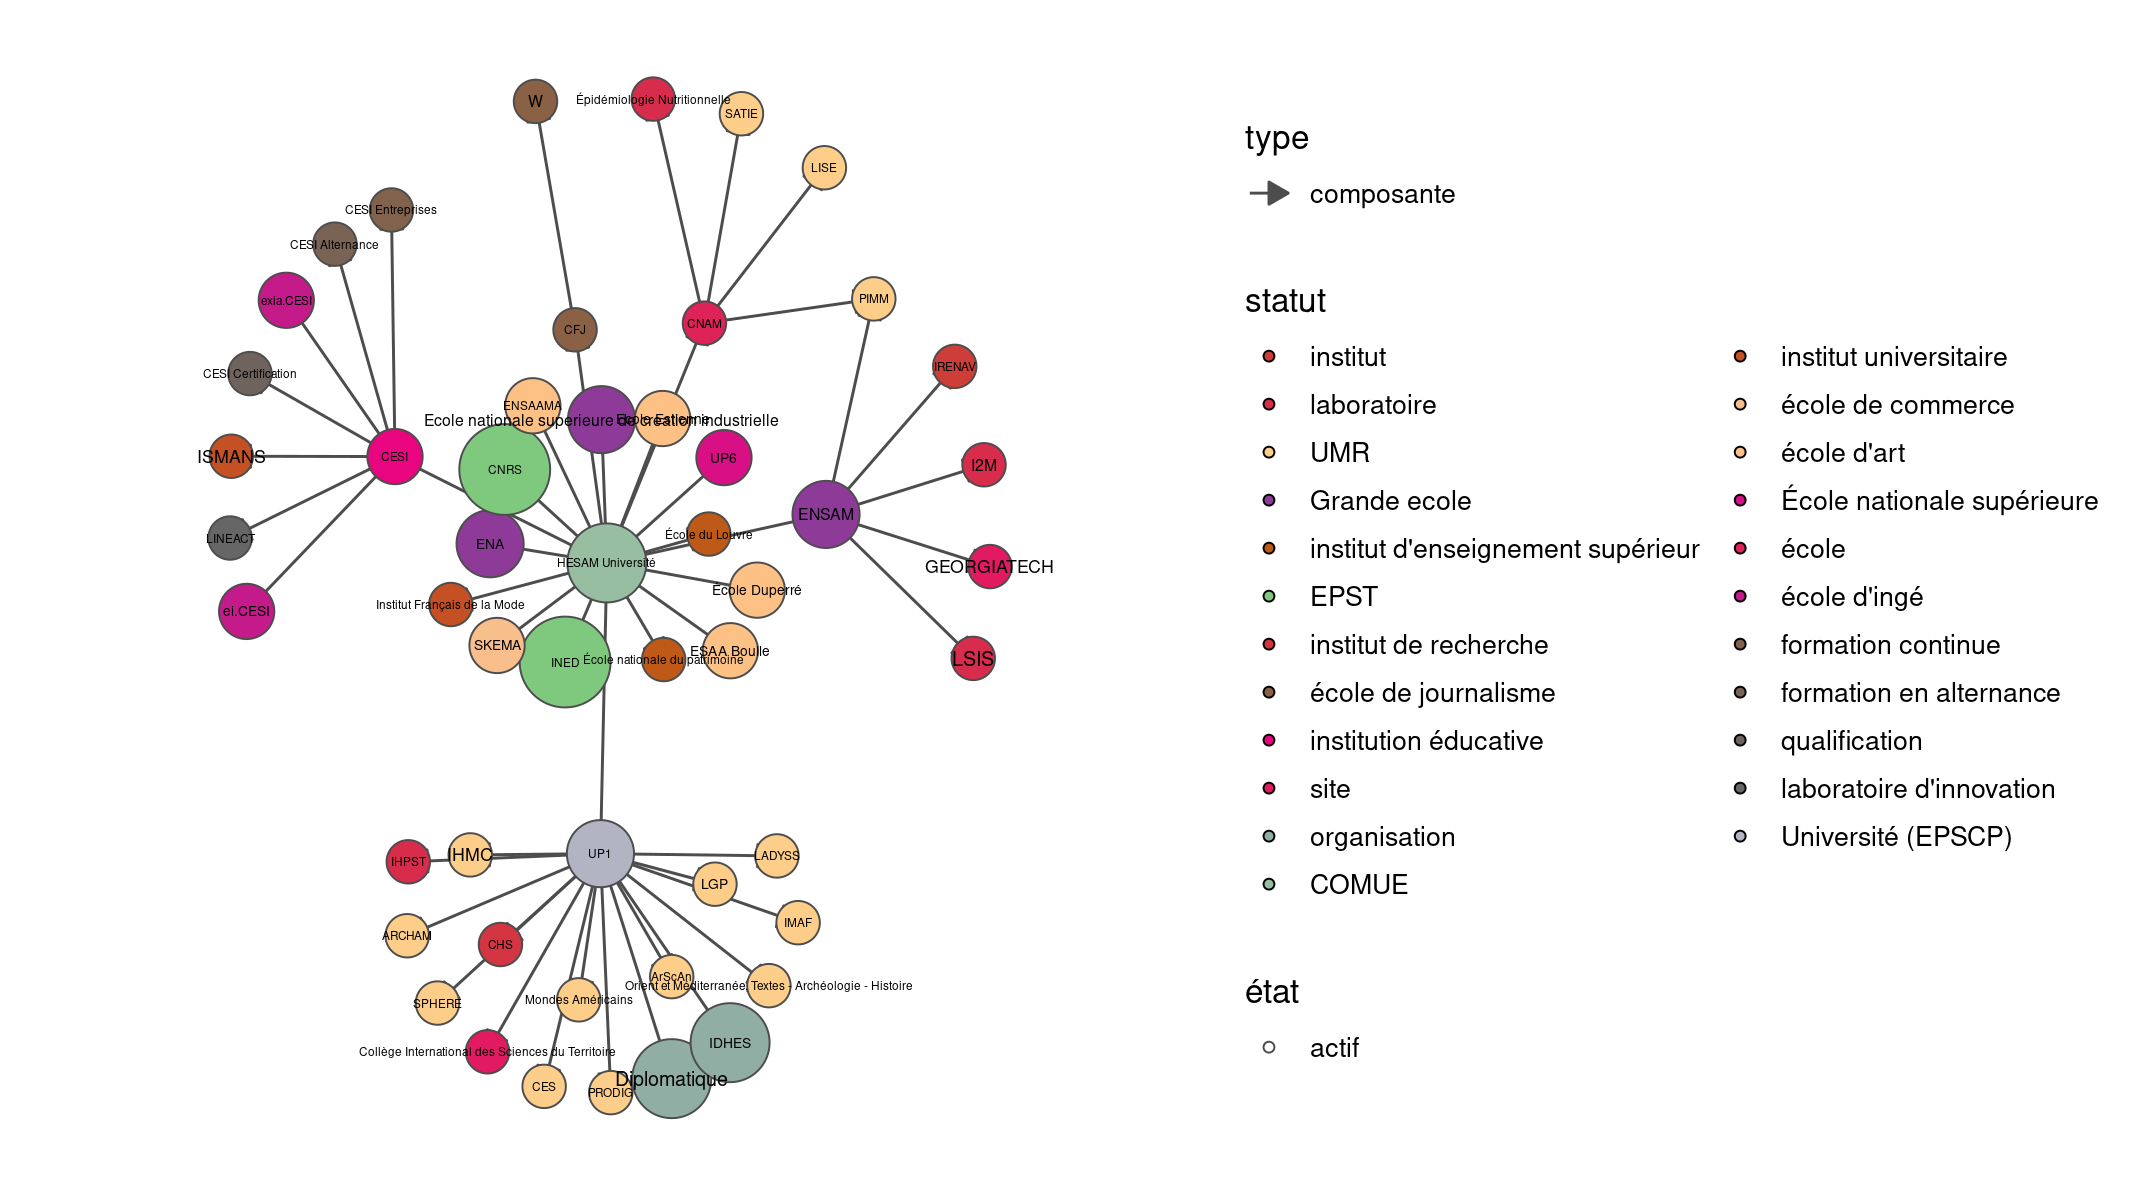 W
Épidémiologie Nutritionnelle
SATIE
LISE
CESI Entreprises
CESI Alternance
exia.CESI
PIMM
CFJ
CNAM
CESI Certification
IRENAV
ENSAAMA
Ecole nationale superieure de creation industrielle
Ecole Estienne
ISMANS
CESI
CNRS
UP6
I2M
ENSAM
LINEACT
ENA
École du Louvre
HESAM Université
GEORGIATECH
École Duperré
Institut Français de la Mode
ei.CESI
SKEMA
ESAA Boulle
INED
École nationale du patrimoine
LSIS
UP1
IHPST
IHMC
LADYSS
LGP
IMAF
ARCHAM
CHS
ArScAn
Orient et Méditerranée, Textes - Archéologie - Histoire
SPHERE
Mondes Américains
IDHES
Collège International des Sciences du Territoire
Diplomatique
CES
PRODIG
type
composante
statut
institut
laboratoire
UMR
Grande ecole
institut d'enseignement supérieur
EPST
institut de recherche
école de journalisme
institution éducative
site
organisation
COMUE
institut universitaire
école de commerce
école d'art
École nationale supérieure
école
école d'ingé
formation continue
formation en alternance
qualification
laboratoire d'innovation
Université (EPSCP)
état
actif